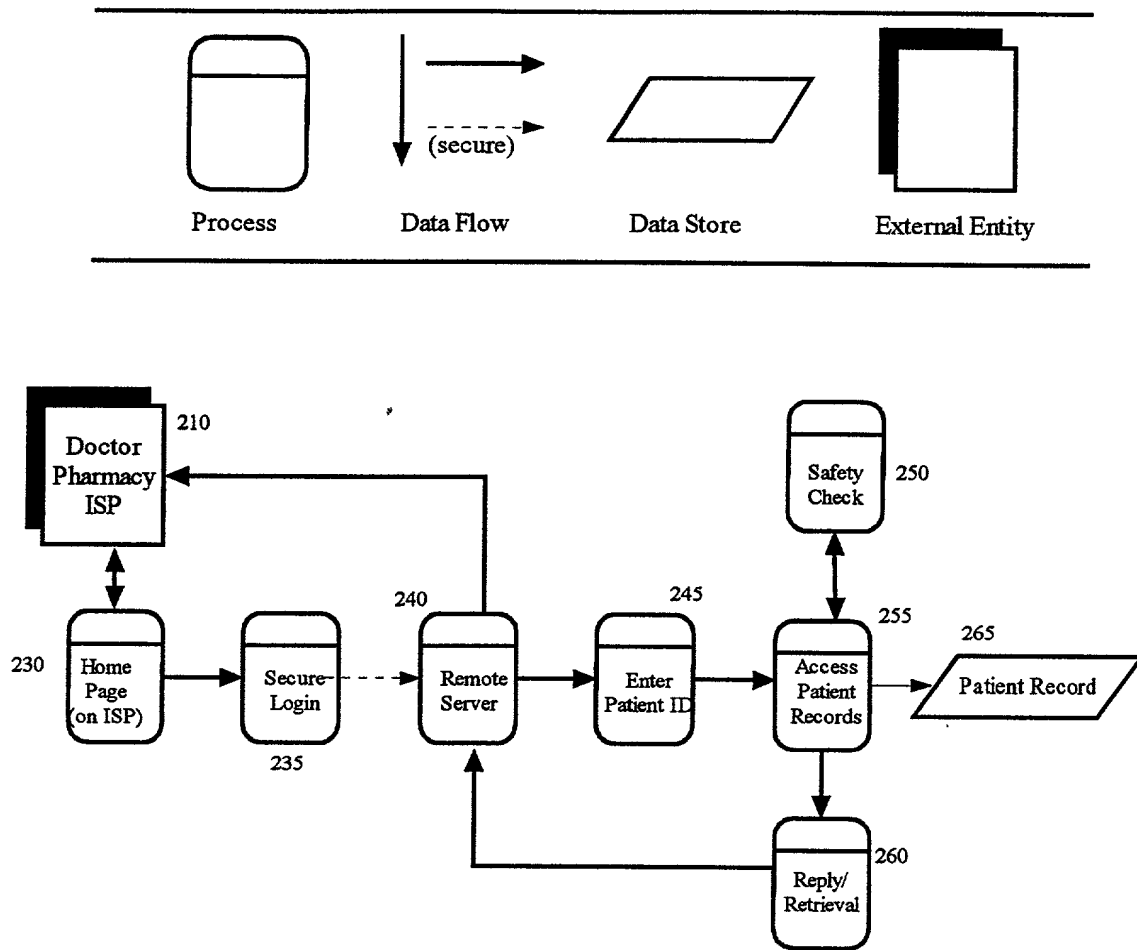 (secure)
Process
Data Flow
Data Store
External Entity
210
Doctor
Pharmacy
ISP
Safety
Check
250
230
Home
Page
(on ISP)
Secure
Login
235
240
Remote
Server
245
Enter
Patient ID
255
Access
Patient
Records
265
Patient Record
260
Reply/
Retrieval